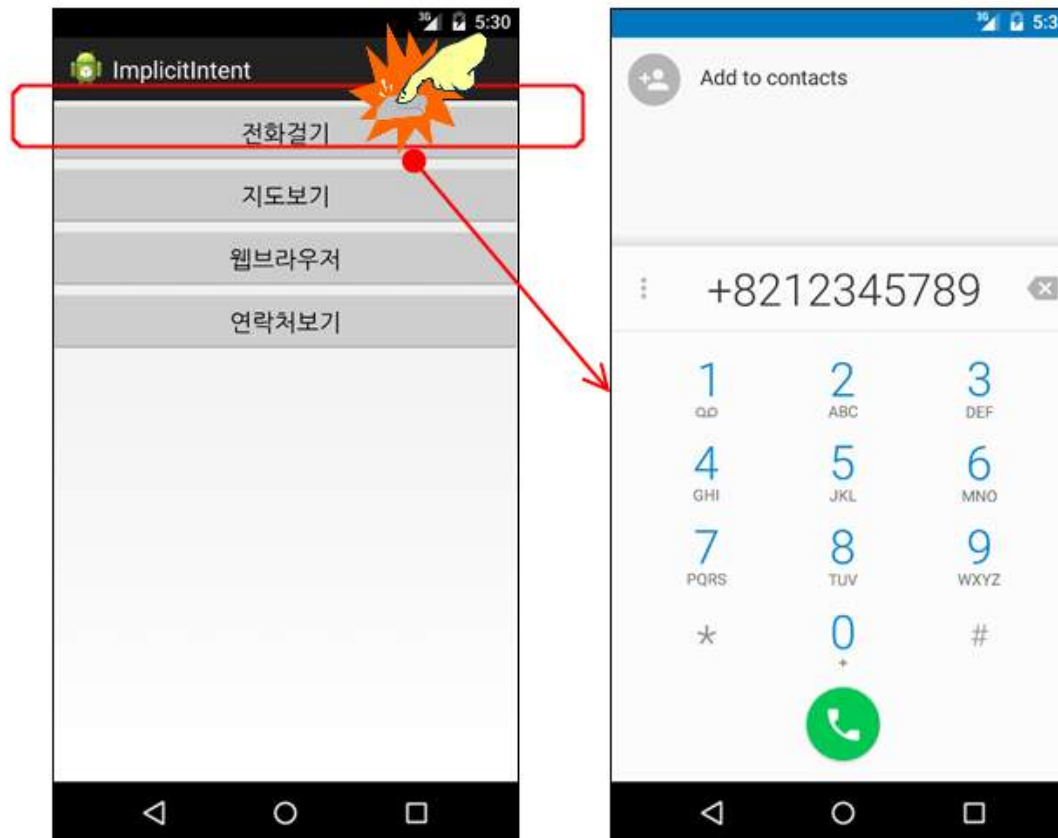 3G 5:30
ImplicitIntent
전화걸기
지도보기
웹브라우저
연락처보기
3G 5:3
Add to contacts
+8212345789
1 2 3
ABC DEF
4 5 6
GHI JKL MNO
7 8 9
PQRS TUV WXYZ
* 0 #
+